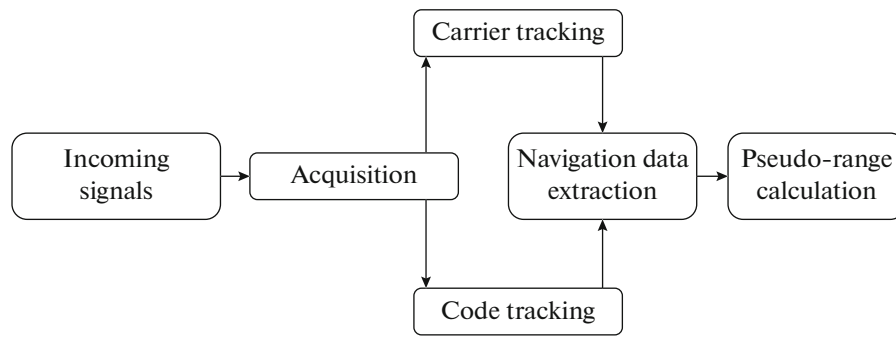 Carrier tracking
Incoming
signals
Acquisition
Navigation data
extraction
Pseudo-range
calculation
Code tracking